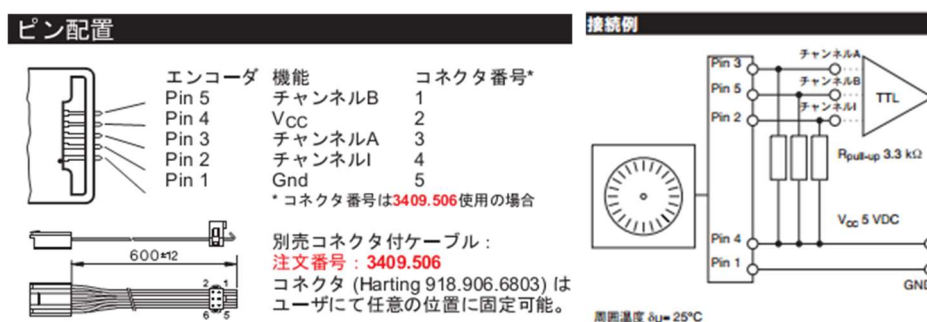 ピン配置
エンコーダ 機能 コネクタ番号*
Pin 5 チャンネルB 1
Pin 4 VCC 2
Pin 3 チャンネルA 3
Pin 2 チャンネルI 4
Pin 1 Gnd 5
* コネクタ番号は3409.506使用の場合
600±12
2 1
6 5
別売コネクタ付ケーブル：
注文番号：3409.506
コネクタ (Harting 918.906.6803) は
ユーザにて任意の位置に固定可能。
接続例
Pin 3 チャンネルA
Pin 5 チャンネルB
Pin 2 チャンネルI
TTL
Rpull-up 3.3 kΩ
VCC 5 VDC
Pin 4
Pin 1
GND
周囲温度 δU= 25°C